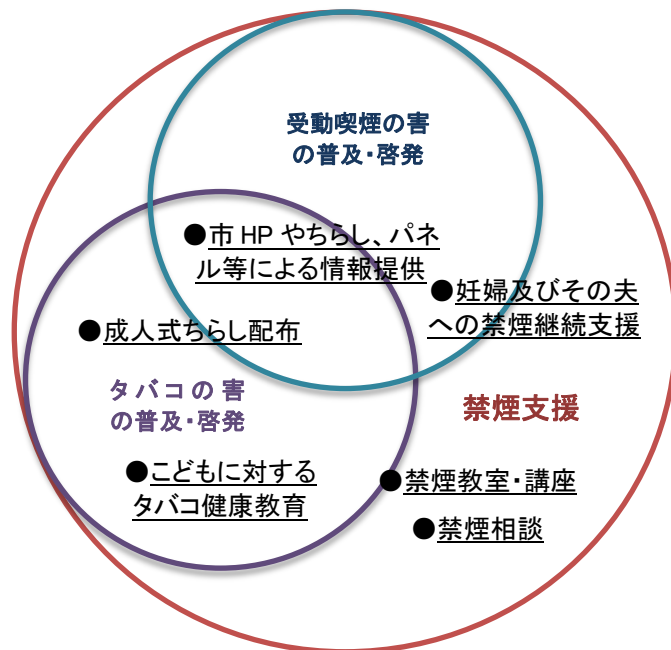 受動喫煙の害
の普及・啓発
●市 HP やちらし、パネ
ル等による情報提供
●妊婦及びその夫
への禁煙継続支援
●成人式ちらし配布
タバコの 害
の普及・啓発
禁煙支援
●こどもに対する
タバコ健康教育
●禁煙教室・講座
●禁煙相談